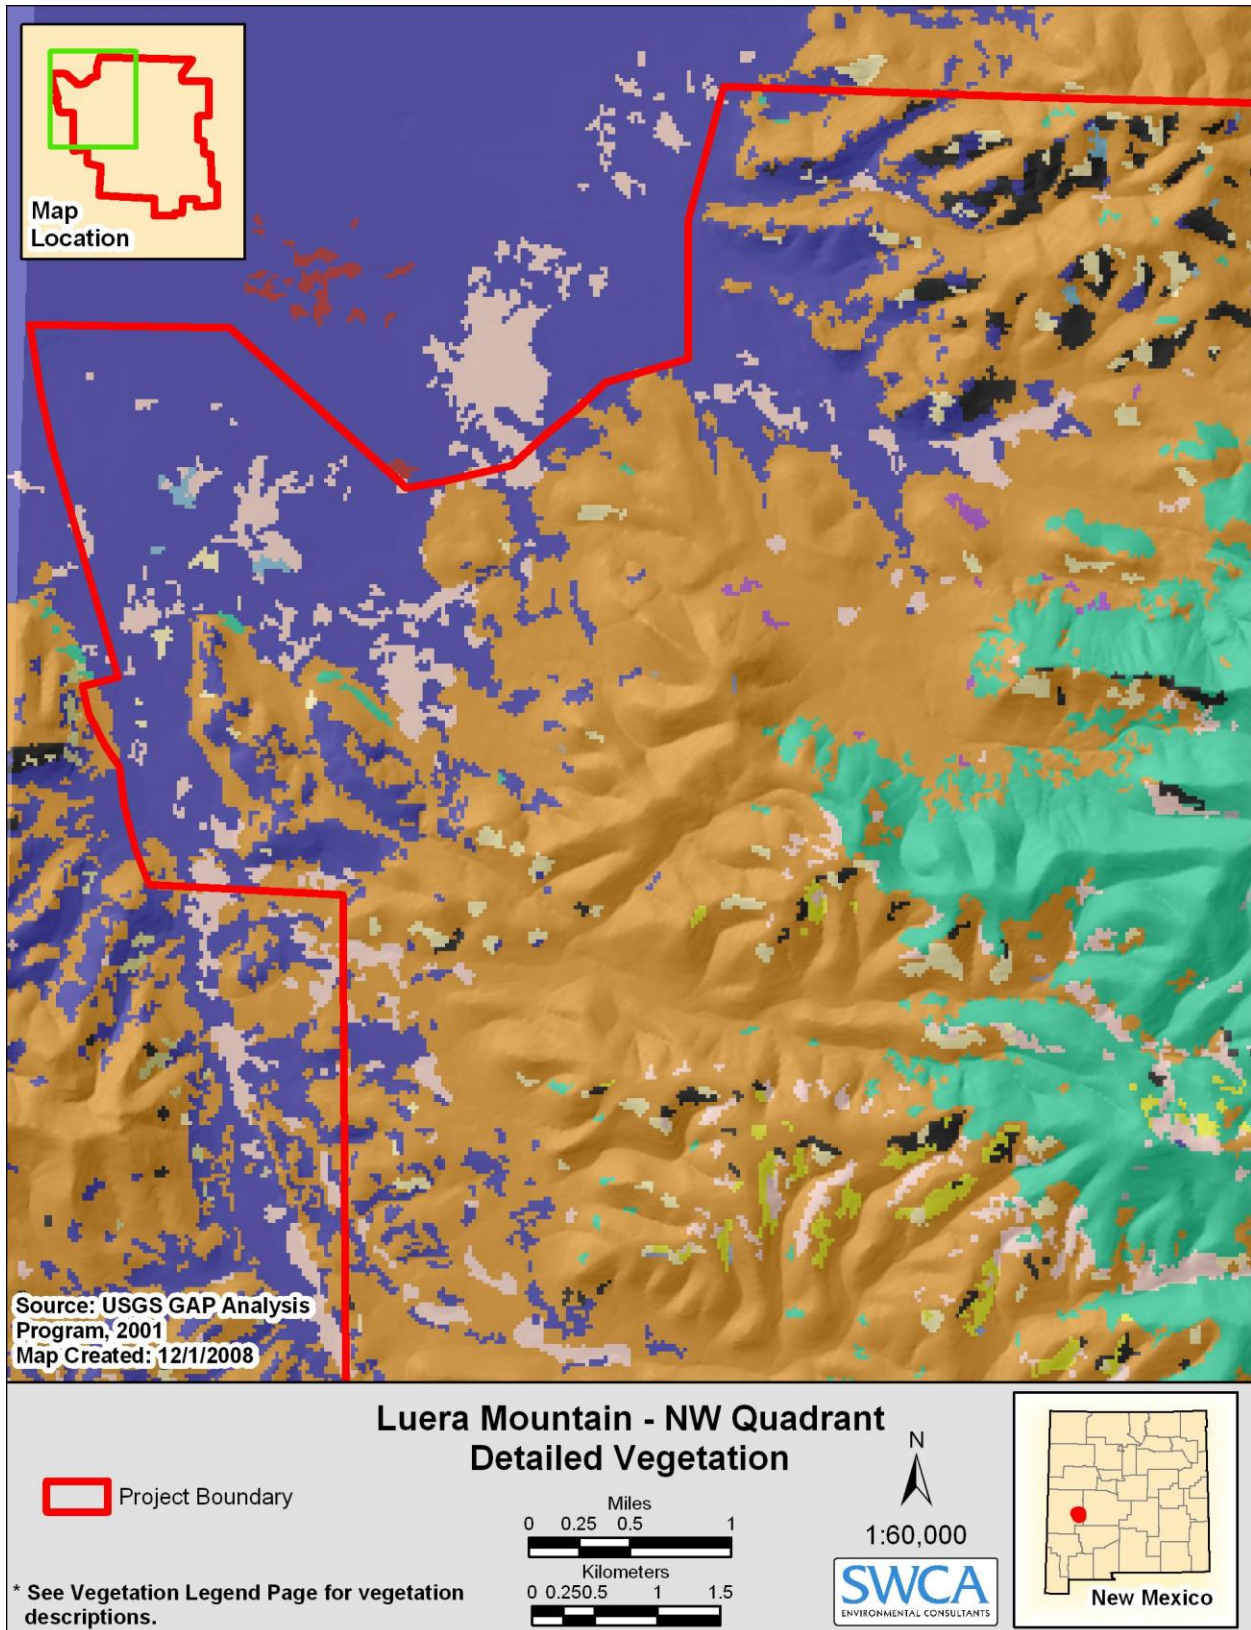 Map
Location
Source: USGS GAP Analysis
Program, 2001
Map Created: 12/1/2008
Luera Mountain - NW Quadrant
Detailed Vegetation
Project Boundary
Miles
0 0.25 0.5 1
Kilometers
0 0.250.5 1 1.5
N
1:60,000
SWCA
ENVIRONMENTAL CONSULTANTS
New Mexico
* See Vegetation Legend Page for vegetation
descriptions.